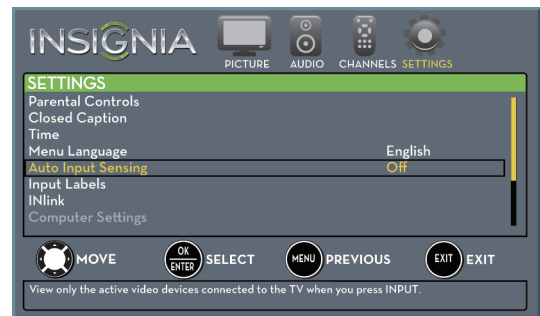 INSIGNIA
PICTURE AUDIO CHANNELS SETTINGS
SETTINGS
Parental Controls
Closed Caption
Time
Menu Language English
Auto Input Sensing Off
Input Labels
INlink
Computer Settings
MOVE OK ENTER SELECT MENU PREVIOUS EXIT EXIT
View only the active video devices connected to the TV when you press INPUT.